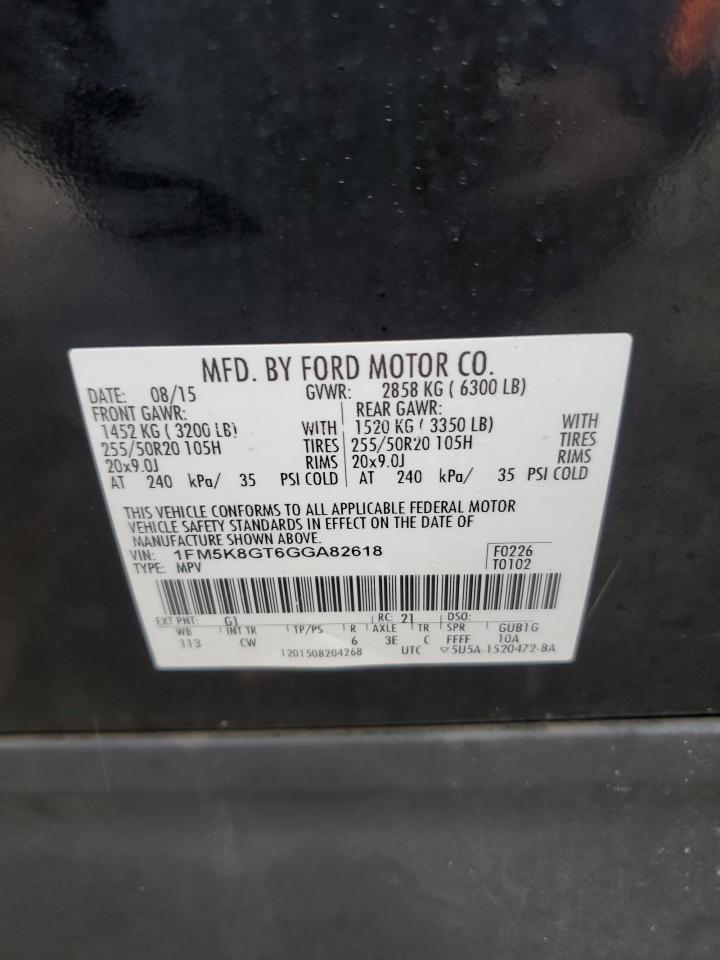 MFD. BY FORD MOTOR CO.
DATE: 08/15 GVWR: 2858 KG ( 6300 LB)
FRONT GAWR: REAR GAWR:
1452 KG ( 3200 LB) WITH 1520 KG ( 3350 LB) WITH
255/50R20 105H TIRES 255/50R20 105H TIRES
20x9.0J RIMS 20x9.0J RIMS
AT 240 kPa/ 35 PSI COLD AT 240 kPa/ 35 PSI COLD
THIS VEHICLE CONFORMS TO ALL APPLICABLE FEDERAL MOTOR
VEHICLE SAFETY STANDARDS IN EFFECT ON THE DATE OF
MANUFACTURE SHOWN ABOVE.
VIN: 1FM5K8GT6GGA82618 F0226
TYPE: MPV T0102
EXT PNT: G1 RC: 21 DSO:
WB INT TR TP/PS R AXLE TR SPR GUB1G
113 CW 6 3E C FFFF 10A
1201508204268 UTC ▽5U5A-1520472-BA